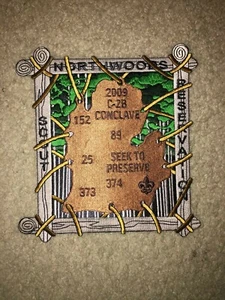 NORTHWOODS
2009
C-2B
CONCLAVE
152
89
25
SEEK TO
PRESERVE
373
374
SCOUT
RESERVATION